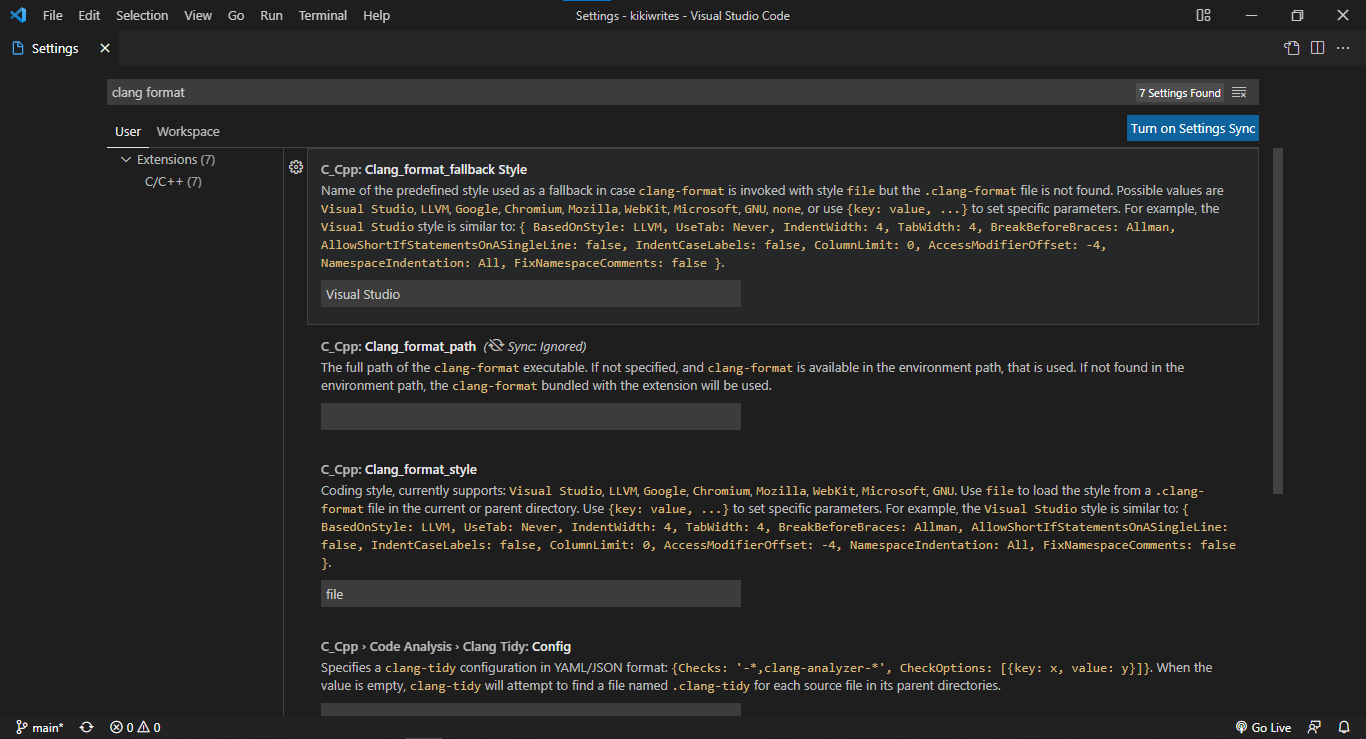 File Edit Selection View Go Run Terminal Help Settings - kikiwrites - Visual Studio Code
Settings
clang format 7 Settings Found
User Workspace Turn on Settings Sync
Extensions (7)
C/C++ (7)
C_Cpp: Clang_format_fallback Style
Name of the predefined style used as a fallback in case clang-format is invoked with style file but the .clang-format file is not found. Possible values are
Visual Studio, LLVM, Google, Chromium, Mozilla, WebKit, Microsoft, GNU, none, or use {key: value, ...} to set specific parameters. For example, the
Visual Studio style is similar to: { BasedOnStyle: LLVM, UseTab: Never, IndentWidth: 4, TabWidth: 4, BreakBeforeBraces: Allman,
AllowShortIfStatementsOnASingleLine: false, IndentCaseLabels: false, ColumnLimit: 0, AccessModifierOffset: -4,
NamespaceIndentation: All, FixNamespaceComments: false }.
Visual Studio
C_Cpp: Clang_format_path (Sync: Ignored)
The full path of the clang-format executable. If not specified, and clang-format is available in the environment path, that is used. If not found in the
environment path, the clang-format bundled with the extension will be used.
C_Cpp: Clang_format_style
Coding style, currently supports: Visual Studio, LLVM, Google, Chromium, Mozilla, WebKit, Microsoft, GNU. Use file to load the style from a .clang-
format file in the current or parent directory. Use {key: value, ...} to set specific parameters. For example, the Visual Studio style is similar to: {
BasedOnStyle: LLVM, UseTab: Never, IndentWidth: 4, TabWidth: 4, BreakBeforeBraces: Allman, AllowShortIfStatementsOnASingleLine:
false, IndentCaseLabels: false, ColumnLimit: 0, AccessModifierOffset: -4, NamespaceIndentation: All, FixNamespaceComments: false
}.
file
C_Cpp › Code Analysis › Clang Tidy: Config
Specifies a clang-tidy configuration in YAML/JSON format: {Checks: '-*,clang-analyzer-*', CheckOptions: [{key: x, value: y}]}. When the
value is empty, clang-tidy will attempt to find a file named .clang-tidy for each source file in its parent directories.
main* 0 0 Go Live